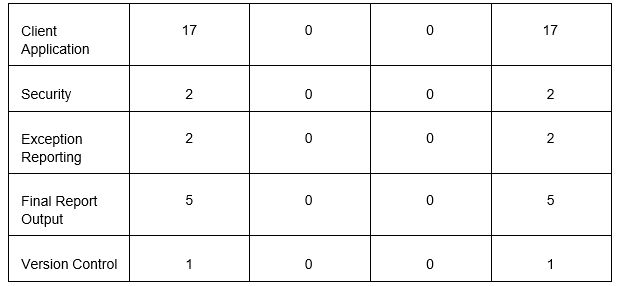 Client
Application 17 0 0 17
Security 2 0 0 2
Exception
Reporting 2 0 0 2
Final Report
Output 5 0 0 5
Version Control 1 0 0 1